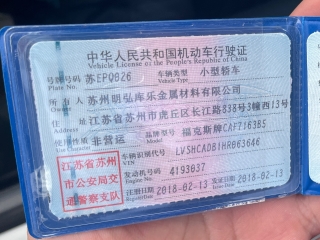 中华人民共和国机动车行驶证
Vehicle License of the People's Republic of China
号牌号码 苏EP0B26 车辆类型 小型轿车
Plate No. Vehicle Type
所有人 苏州明弘库乐金属材料有限公司
Owner
住址 江苏省苏州市虎丘区长江路838号3幢西13号
Address
使用性质 非营运 品牌型号 福克斯牌CAF7163B5
Use Character Model
江苏省苏州
市公安局交
通警察支队
车辆识别代号 LVSHCADB1HR063646
VIN
发动机号码 4193037
Engine No.
注册日期 2018-02-13 发证日期 2018-02-13
Register Date Issue Date